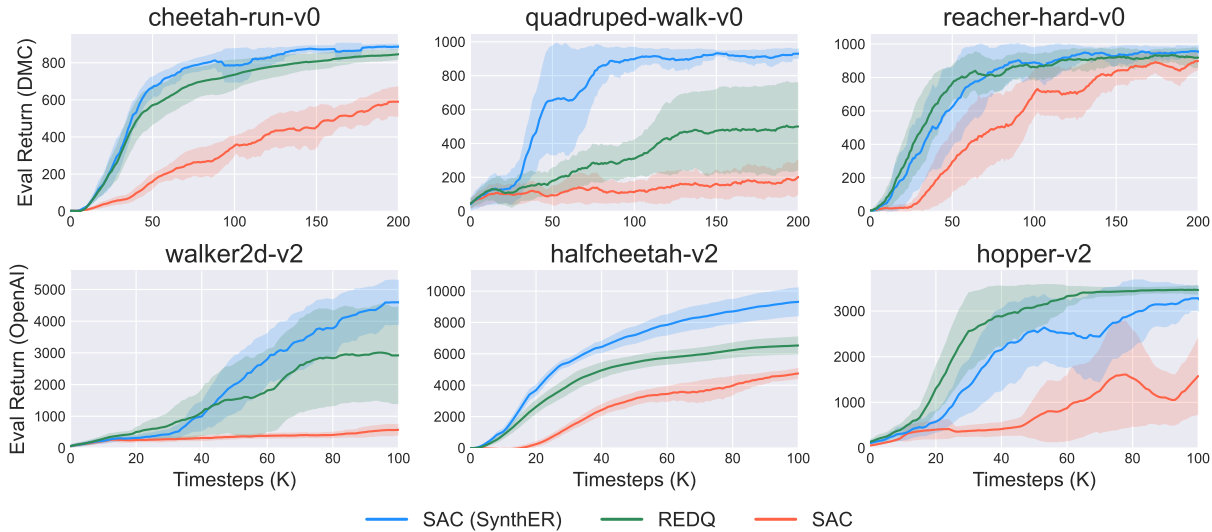 cheetah-run-v0 quadruped-walk-v0 reacher-hard-v0
Eval Return (DMC)
800
600
400
200
0
0 50 100 150 200
1000
800
600
400
200
0
0 50 100 150 200
1000
800
600
400
200
0
0 50 100 150 200
walker2d-v2 halfcheetah-v2 hopper-v2
Eval Return (OpenAI)
5000
4000
3000
2000
1000
0
0 20 40 60 80 100
10000
8000
6000
4000
2000
0
0 20 40 60 80 100
3000
2000
1000
0
0 20 40 60 80 100
Timesteps (K) Timesteps (K) Timesteps (K)
SAC (SynthER) REDQ SAC